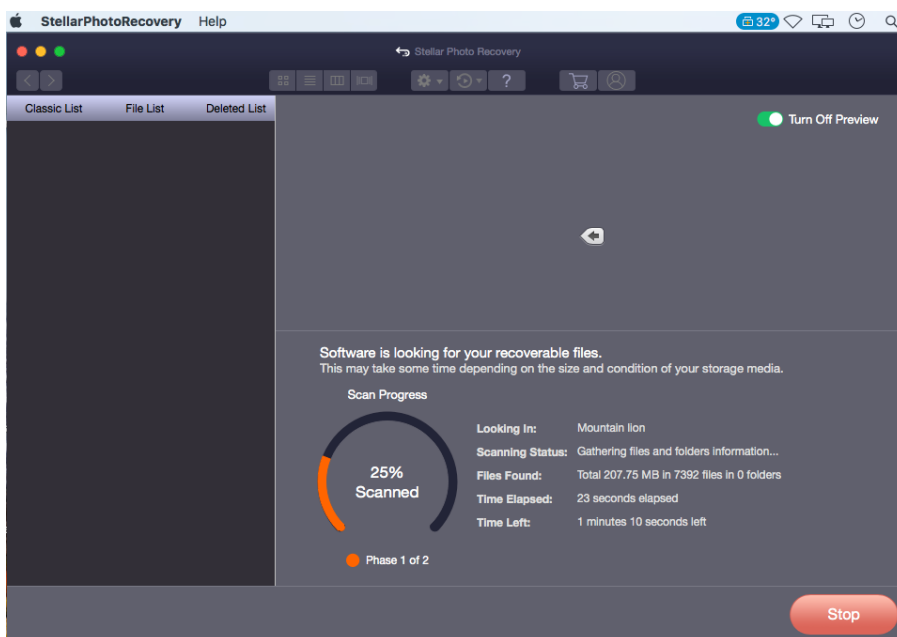 StellarPhotoRecovery Help 32°
Stellar Photo Recovery
?
Classic List File List Deleted List
Turn Off Preview
Software is looking for your recoverable files.
This may take some time depending on the size and condition of your storage media.
Scan Progress
25%
Scanned
Phase 1 of 2
Looking In: Mountain lion
Scanning Status: Gathering files and folders information...
Files Found: Total 207.75 MB in 7392 files in 0 folders
Time Elapsed: 23 seconds elapsed
Time Left: 1 minutes 10 seconds left
Stop